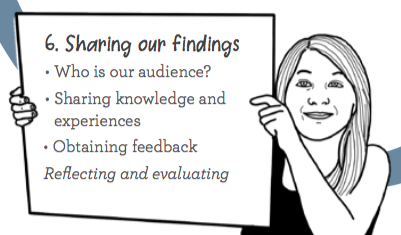 6. Sharing our findings
• Who is our audience?
• Sharing knowledge and
experiences
• Obtaining feedback
Reflecting and evaluating